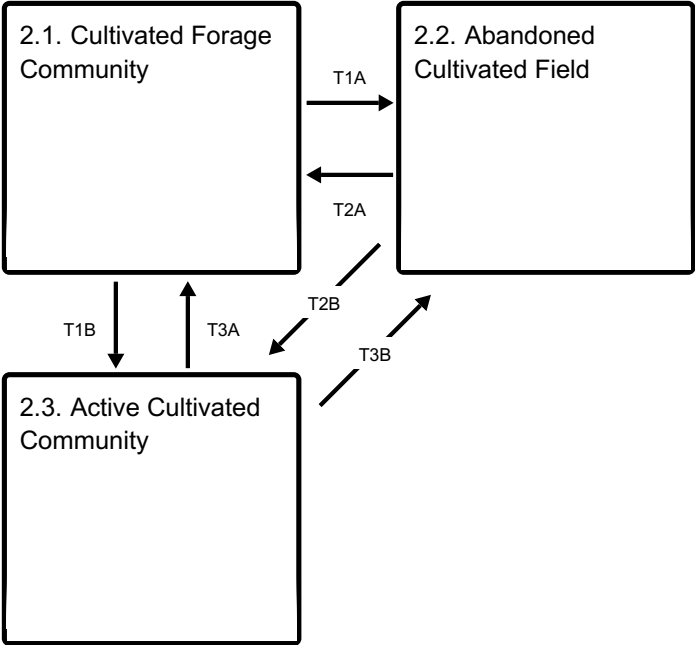 2.1. Cultivated Forage
Community
2.2. Abandoned
Cultivated Field
T1A
T2A
T2B
T1B
T3A
T3B
2.3. Active Cultivated
Community